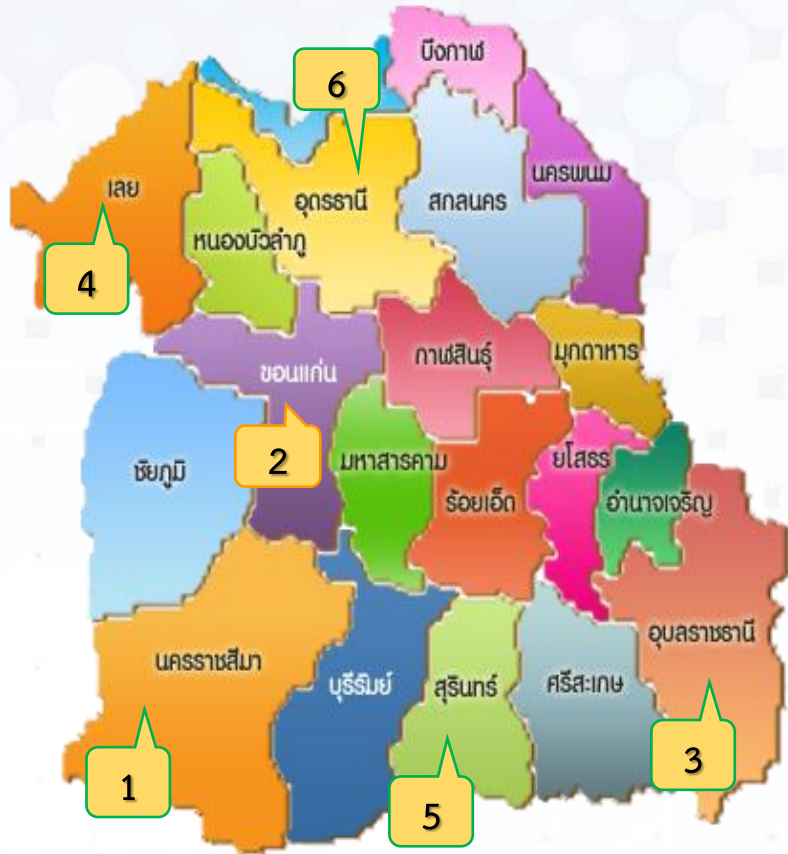 บึงกาฬ
6
นครพนม
เลย
อุดรธานี
สกลนคร
หนองบัวลำภู
4
กาฬสินธุ์
มุกดาหาร
ขอนแก่น
2
มหาสารคาม
ยโสธร
ชัยภูมิ
ร้อยเอ็ด
อำนาจเจริญ
อุบลราชธานี
นครราชสีมา
บุรีรัมย์
สุรินทร์
ศรีสะเกษ
3
1
5